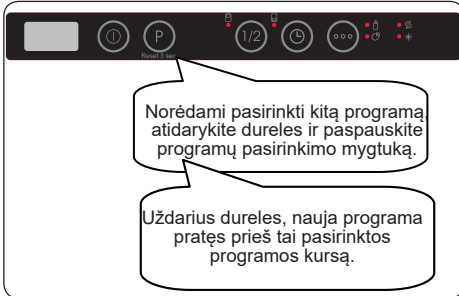 P
1/2
Reset 3 sec
Norėdami pasirinkti kitą programą,
atidarykite dureles ir paspauskite
programų pasirinkimo mygtuką.
Uždarius dureles, nauja programa
pratęs prieš tai pasirinktos
programos kursą.